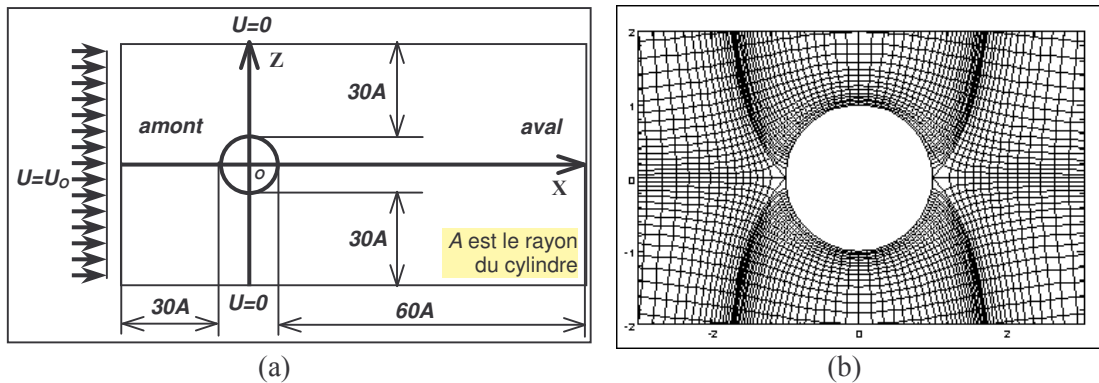 U=0
Z
30A
amont
aval
U=U₀
O
X
30A
A est le rayon
du cylindre
U=0
30A
60A
(a)
2
1
0
-1
-2
-2
0
2
(b)